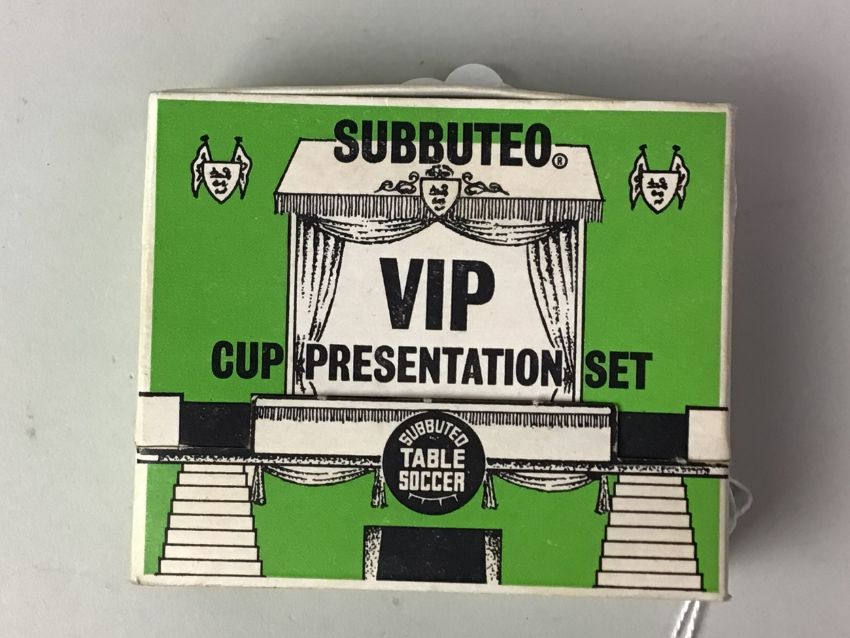 SUBBUTEO®
VIP
CUP PRESENTATION SET
SUBBUTEO
TABLE
SOCCER